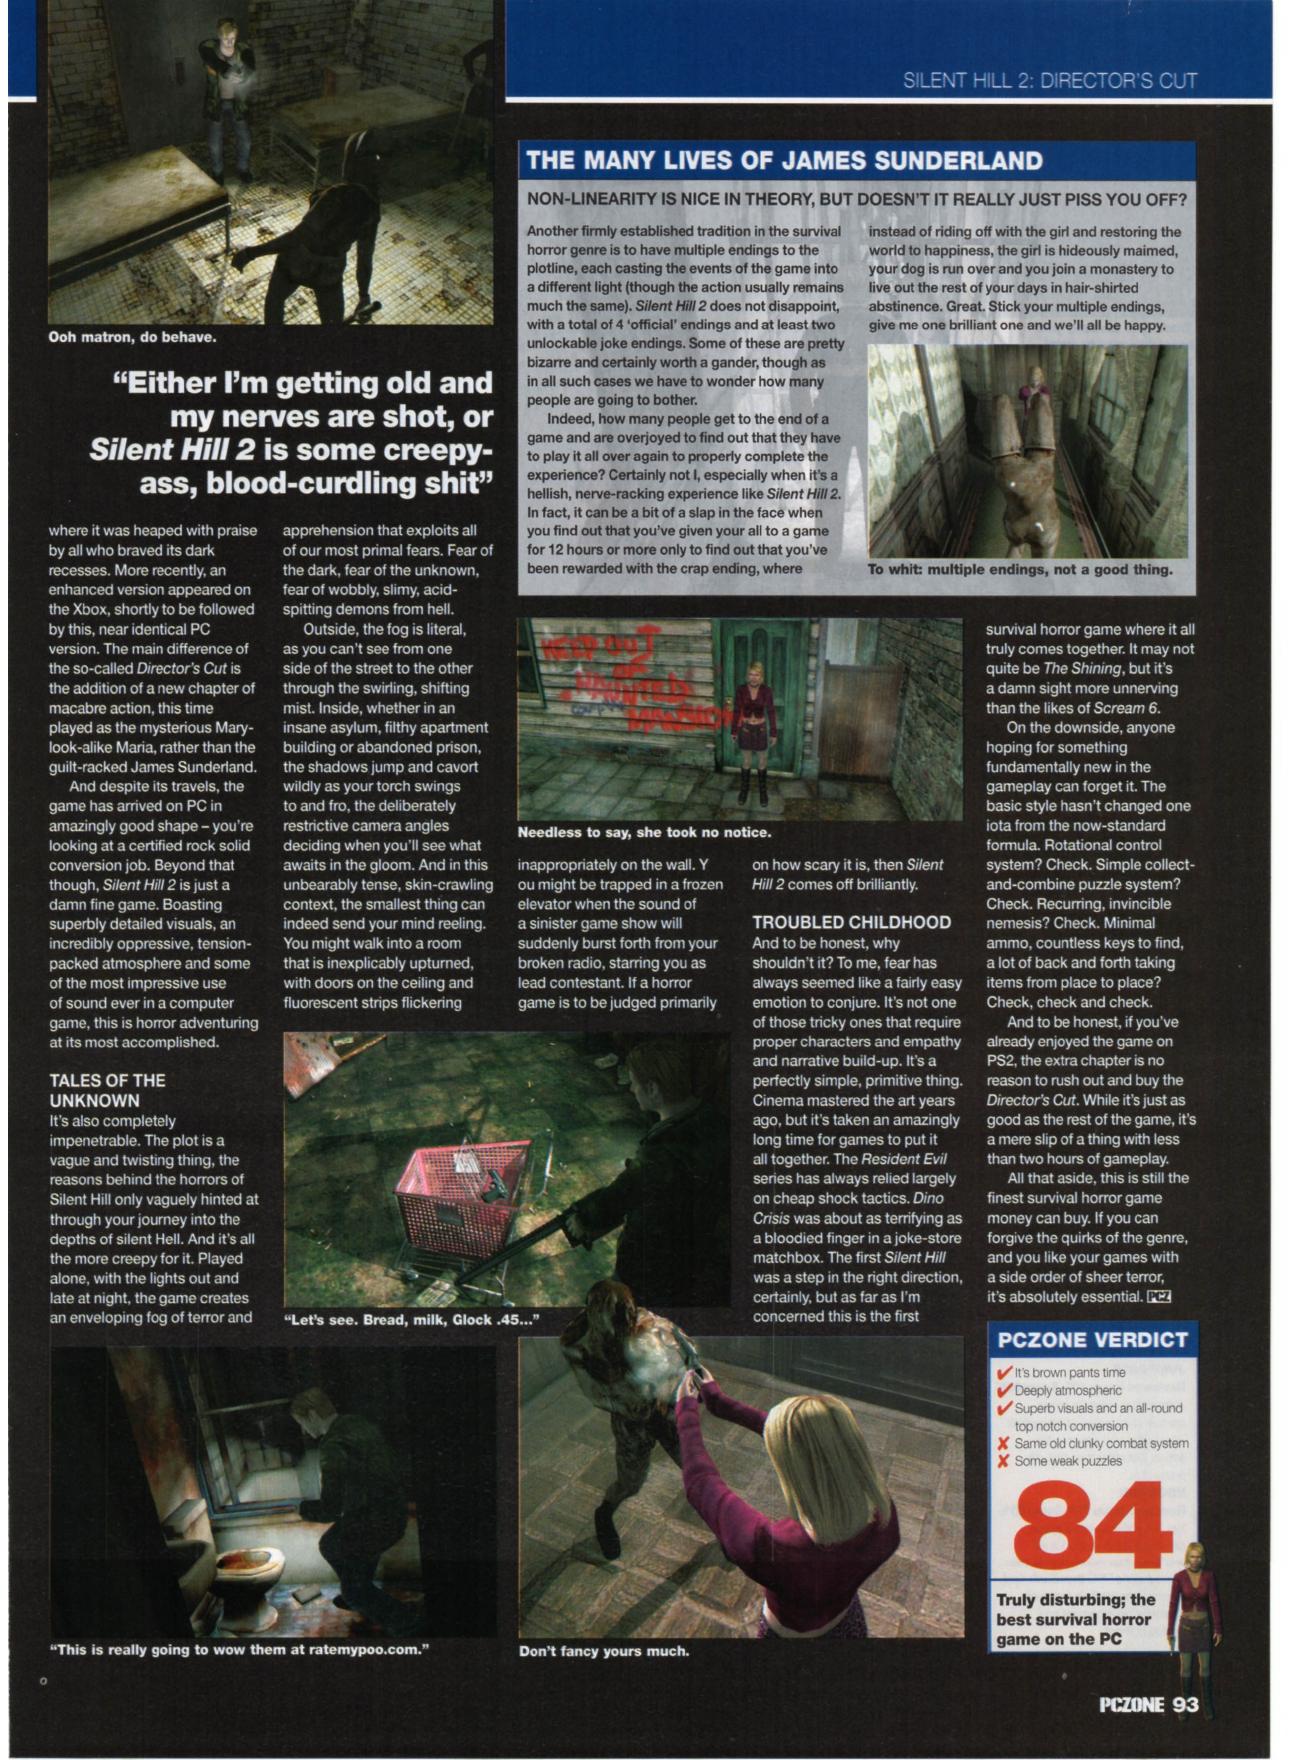 SILENT HILL 2: DIRECTOR'S CUT
Ooh matron, do behave.
“Either I'm getting old and
my nerves are shot, or
Silent Hill 2 is some creepy-
ass, blood-curdling shit”
where it was heaped with praise
by all who braved its dark
recesses. More recently, an
enhanced version appeared on
the Xbox, shortly to be followed
by this, near identical PC
version. The main difference of
the so-called Director's Cut is
the addition of a new chapter of
macabre action, this time
played as the mysterious Mary-
look-alike Maria, rather than the
guilt-racked James Sunderland.
And despite its travels, the
game has arrived on PC in
amazingly good shape – you're
looking at a certified rock solid
conversion job. Beyond that
though, Silent Hill 2 is just a
damn fine game. Boasting
superbly detailed visuals, an
incredibly oppressive, tension-
packed atmosphere and some
of the most impressive use
of sound ever in a computer
game, this is horror adventuring
at its most accomplished.
TALES OF THE
UNKNOWN
It's also completely
impenetrable. The plot is a
vague and twisting thing, the
reasons behind the horrors of
Silent Hill only vaguely hinted at
through your journey into the
depths of silent Hell. And it's all
the more creepy for it. Played
alone, with the lights out and
late at night, the game creates
an enveloping fog of terror and
apprehension that exploits all
of our most primal fears. Fear of
the dark, fear of the unknown,
fear of wobbly, slimy, acid-
spitting demons from hell.
Outside, the fog is literal,
as you can't see from one
side of the street to the other
through the swirling, shifting
mist. Inside, whether in an
insane asylum, filthy apartment
building or abandoned prison,
the shadows jump and cavort
wildly as your torch swings
to and fro, the deliberately
restrictive camera angles
deciding when you'll see what
awaits in the gloom. And in this
unbearably tense, skin-crawling
context, the smallest thing can
indeed send your mind reeling.
You might walk into a room
that is inexplicably upturned,
with doors on the ceiling and
fluorescent strips flickering
THE MANY LIVES OF JAMES SUNDERLAND
NON-LINEARITY IS NICE IN THEORY, BUT DOESN'T IT REALLY JUST PISS YOU OFF?
Another firmly established tradition in the survival
horror genre is to have multiple endings to the
plotline, each casting the events of the game into
a different light (though the action usually remains
much the same). Silent Hill 2 does not disappoint,
with a total of 4 ‘official’ endings and at least two
unlockable joke endings. Some of these are pretty
bizarre and certainly worth a gander, though as
in all such cases we have to wonder how many
people are going to bother.
Indeed, how many people get to the end of a
game and are overjoyed to find out that they have
to play it all over again to properly complete the
experience? Certainly not I, especially when it's a
hellish, nerve-racking experience like Silent Hill 2.
In fact, it can be a bit of a slap in the face when
you find out that you've given your all to a game
for 12 hours or more only to find out that you've
been rewarded with the crap ending, where
instead of riding off with the girl and restoring the
world to happiness, the girl is hideously maimed,
your dog is run over and you join a monastery to
live out the rest of your days in hair-shirted
abstinence. Great. Stick your multiple endings,
give me one brilliant one and we'll all be happy.
To whit: multiple endings, not a good thing.
KEEP OUT
OF
HAUNTED
MANSION
Needless to say, she took no notice.
inappropriately on the wall. Y
ou might be trapped in a frozen
elevator when the sound of
a sinister game show will
suddenly burst forth from your
broken radio, starring you as
lead contestant. If a horror
game is to be judged primarily
on how scary it is, then Silent
Hill 2 comes off brilliantly.
TROUBLED CHILDHOOD
And to be honest, why
shouldn't it? To me, fear has
always seemed like a fairly easy
emotion to conjure. It's not one
of those tricky ones that require
proper characters and empathy
and narrative build-up. It's a
perfectly simple, primitive thing.
Cinema mastered the art years
ago, but it's taken an amazingly
long time for games to put it
all together. The Resident Evil
series has always relied largely
on cheap shock tactics. Dino
Crisis was about as terrifying as
a bloodied finger in a joke-store
matchbox. The first Silent Hill
was a step in the right direction,
certainly, but as far as I'm
concerned this is the first
survival horror game where it all
truly comes together. It may not
quite be The Shining, but it's
a damn sight more unnerving
than the likes of Scream 6.
On the downside, anyone
hoping for something
fundamentally new in the
gameplay can forget it. The
basic style hasn't changed one
iota from the now-standard
formula. Rotational control
system? Check. Simple collect-
and-combine puzzle system?
Check. Recurring, invincible
nemesis? Check. Minimal
ammo, countless keys to find,
a lot of back and forth taking
items from place to place?
Check, check and check.
And to be honest, if you've
already enjoyed the game on
PS2, the extra chapter is no
reason to rush out and buy the
Director's Cut. While it's just as
good as the rest of the game, it's
a mere slip of a thing with less
than two hours of gameplay.
All that aside, this is still the
finest survival horror game
money can buy. If you can
forgive the quirks of the genre,
and you like your games with
a side order of sheer terror,
it's absolutely essential. PCZ
“Let's see. Bread, milk, Glock .45...”
“This is really going to wow them at ratemypoo.com.”
Don't fancy yours much.
PCZONE VERDICT
✔ It's brown pants time
✔ Deeply atmospheric
✔ Superb visuals and an all-round
top notch conversion
✘ Same old clunky combat system
✘ Some weak puzzles
84
Truly disturbing; the
best survival horror
game on the PC
PCZONE 93